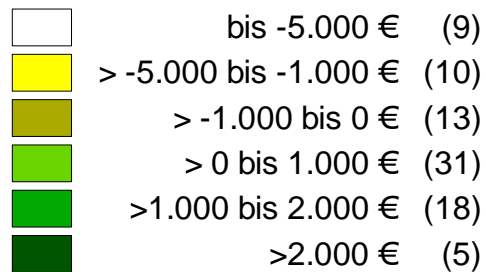 bis -5.000 € (9)
> -5.000 bis -1.000 € (10)
> -1.000 bis 0 € (13)
> 0 bis 1.000 € (31)
>1.000 bis 2.000 € (18)
>2.000 € (5)